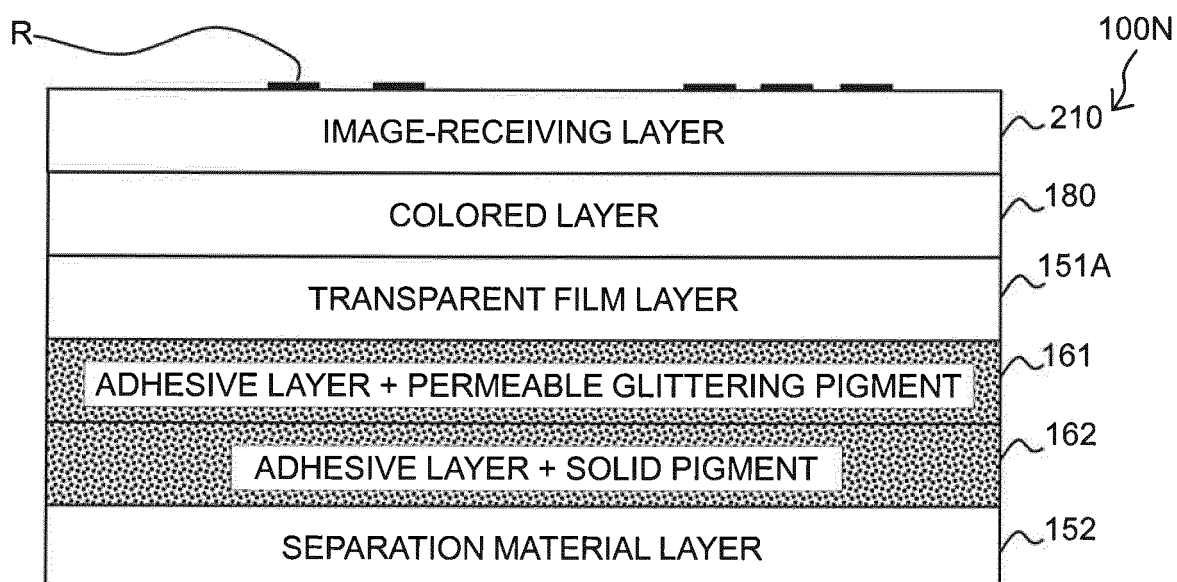 R
100N
IMAGE-RECEIVING LAYER 210
COLORED LAYER 180
TRANSPARENT FILM LAYER 151A
ADHESIVE LAYER + PERMEABLE GLITTERING PIGMENT 161
ADHESIVE LAYER + SOLID PIGMENT 162
SEPARATION MATERIAL LAYER 152